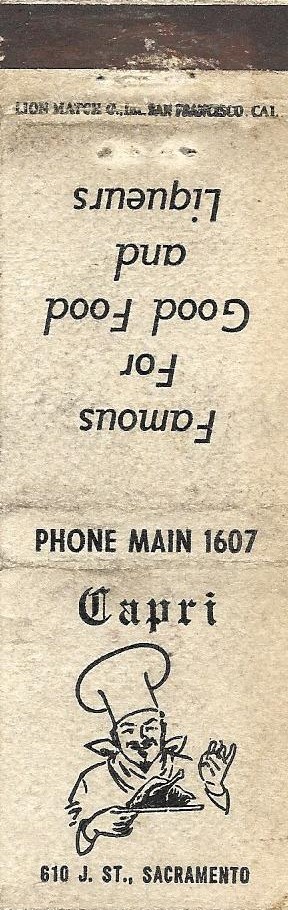 LION MATCH C., Inc. SAN FRANCISCO. CAL
Famous
For
Good Food
and
Liqueurs
PHONE MAIN 1607
Capri
610 J. ST., SACRAMENTO